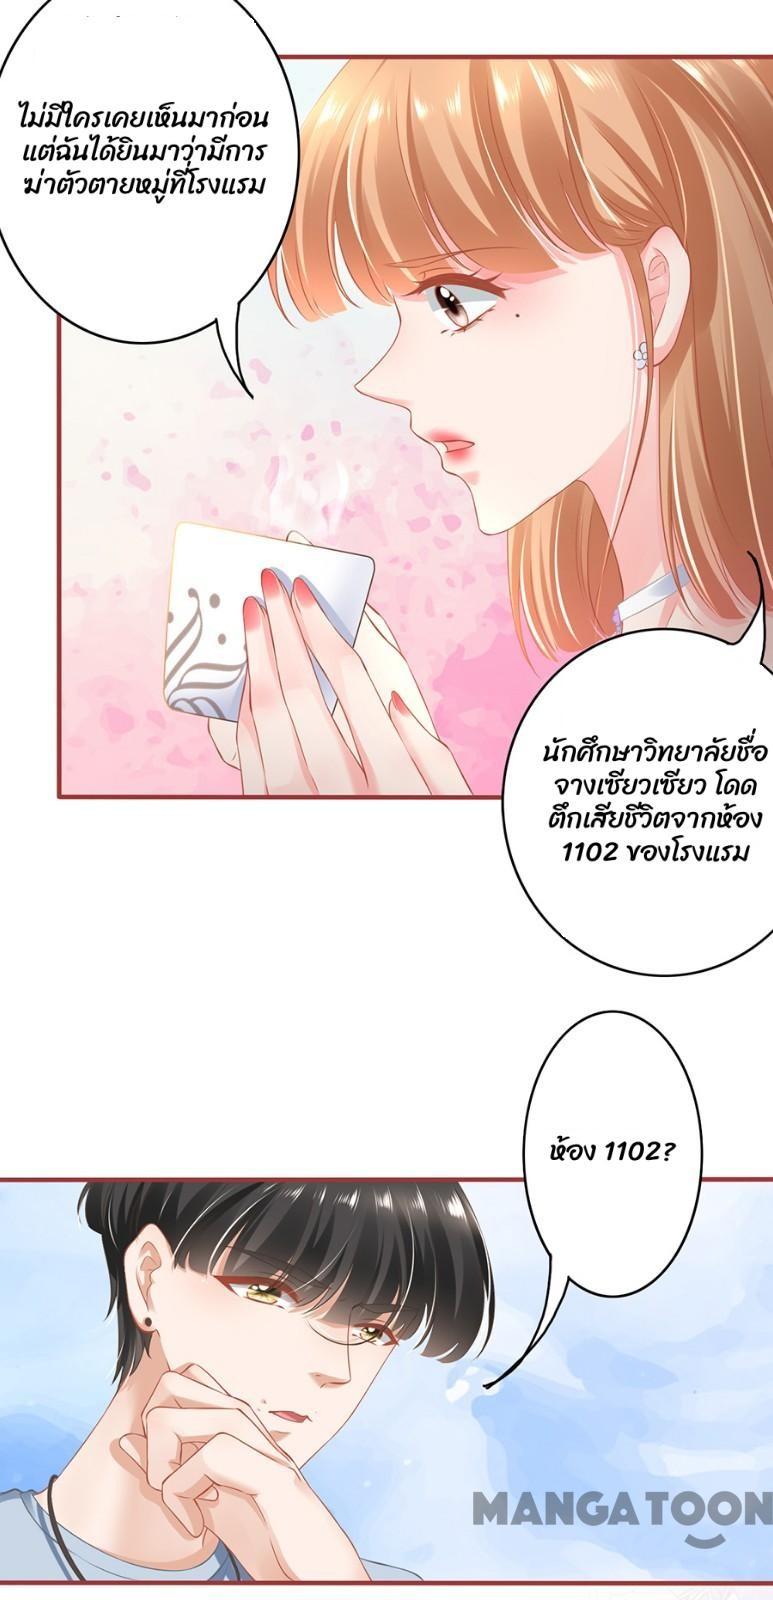 ไม่มีใครเคยเห็นมาก่อน
แต่ฉันได้ยินมาว่ามีการ
ฆ่าตัวตายหมู่ที่โรงแรม
นักศึกษาวิทยาลัยชื่อ
จางเซียวเซียว โดด
ตึกเสียชีวิตจากห้อง
1102 ของโรงแรม
ห้อง 1102?
MANGATOON